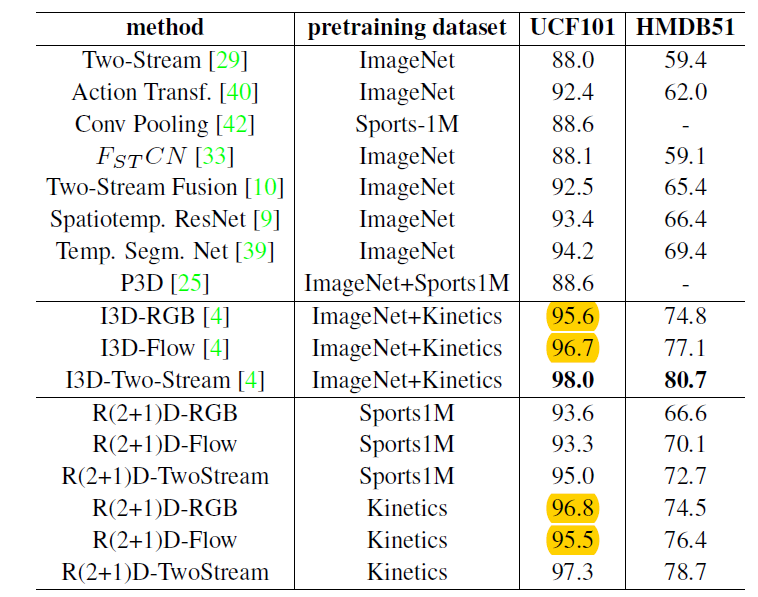 method pretraining dataset UCF101 HMDB51
Two-Stream [29] ImageNet 88.0 59.4
Action Transf. [40] ImageNet 92.4 62.0
Conv Pooling [42] Sports-1M 88.6 -
FSTCN [33] ImageNet 88.1 59.1
Two-Stream Fusion [10] ImageNet 92.5 65.4
Spatiotemp. ResNet [9] ImageNet 93.4 66.4
Temp. Segm. Net [39] ImageNet 94.2 69.4
P3D [25] ImageNet+Sports1M 88.6 -
I3D-RGB [4] ImageNet+Kinetics 95.6 74.8
I3D-Flow [4] ImageNet+Kinetics 96.7 77.1
I3D-Two-Stream [4] ImageNet+Kinetics 98.0 80.7
R(2+1)D-RGB Sports1M 93.6 66.6
R(2+1)D-Flow Sports1M 93.3 70.1
R(2+1)D-TwoStream Sports1M 95.0 72.7
R(2+1)D-RGB Kinetics 96.8 74.5
R(2+1)D-Flow Kinetics 95.5 76.4
R(2+1)D-TwoStream Kinetics 97.3 78.7